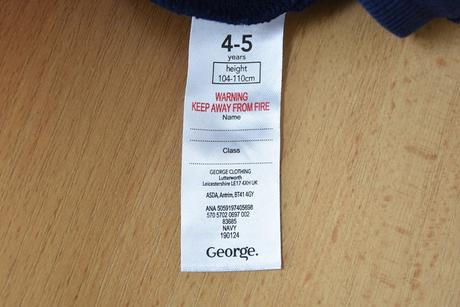 4-5
years
height
104-110cm
WARNING
KEEP AWAY FROM FIRE
Name
Class
GEORGE CLOTHING
Lutterworth
Leicestershire LE17 4XH UK
ASDA, Antrim, BT41 4GY
ANA 5059197405698
570 5702 0697 002
83685
NAVY
190124
George.